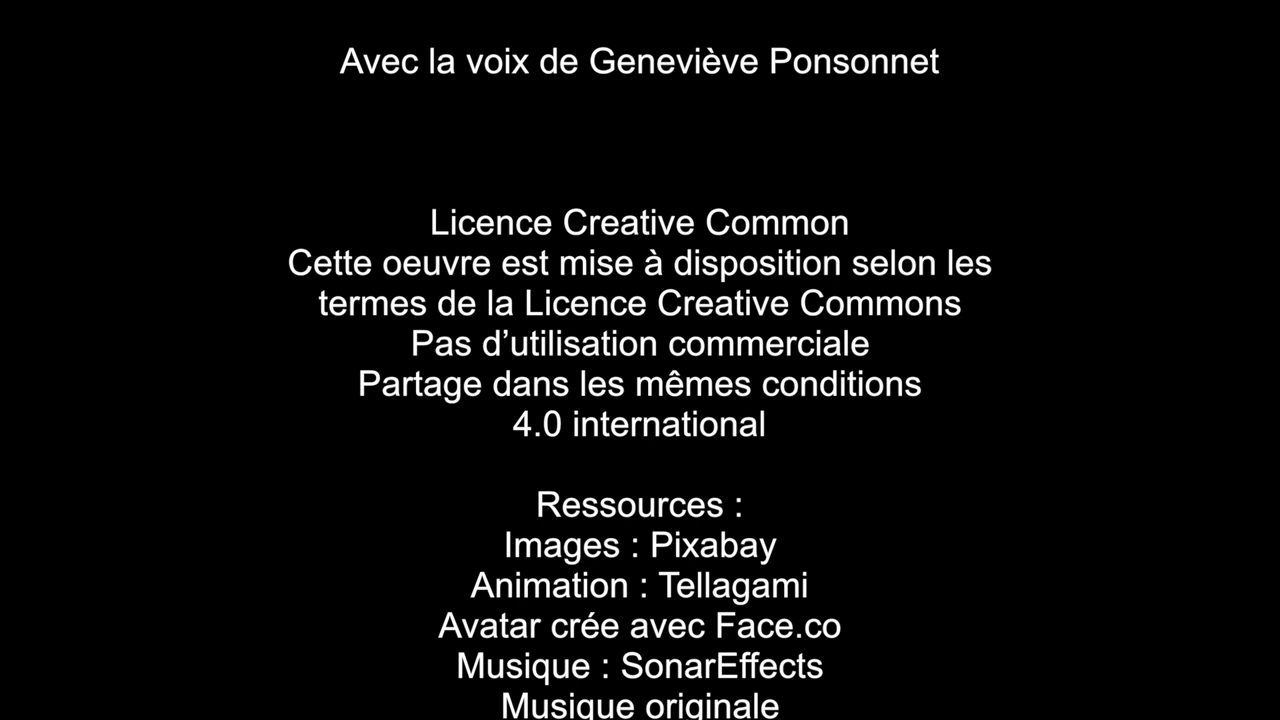 Avec la voix de Geneviève Ponsonnet
Licence Creative Common
Cette oeuvre est mise à disposition selon les
termes de la Licence Creative Commons
Pas d’utilisation commerciale
Partage dans les mêmes conditions
4.0 international
Ressources :
Images : Pixabay
Animation : Tellagami
Avatar crée avec Face.co
Musique : SonarEffects
Musique originale